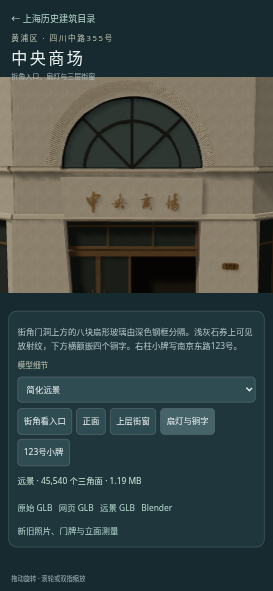 ← 上海历史建筑目录
黄浦区 · 四川中路355号
中央商场
折角入口、扇灯与三层街窗
中央商场
街角门洞上方的八块扇形玻璃由深色钢框分隔。浅灰石券上可见
放射纹，下方横额嵌四个铜字。右柱小牌写南京东路123号。
模型细节
简化远景
街角看入口
正面
上层街窗
扇灯与铜字
123号小牌
远景 · 45,540 个三角面 · 1.19 MB
原始 GLB 网页 GLB 远景 GLB Blender
新旧照片、门牌与立面测量
拖动旋转 · 滚轮或双指缩放